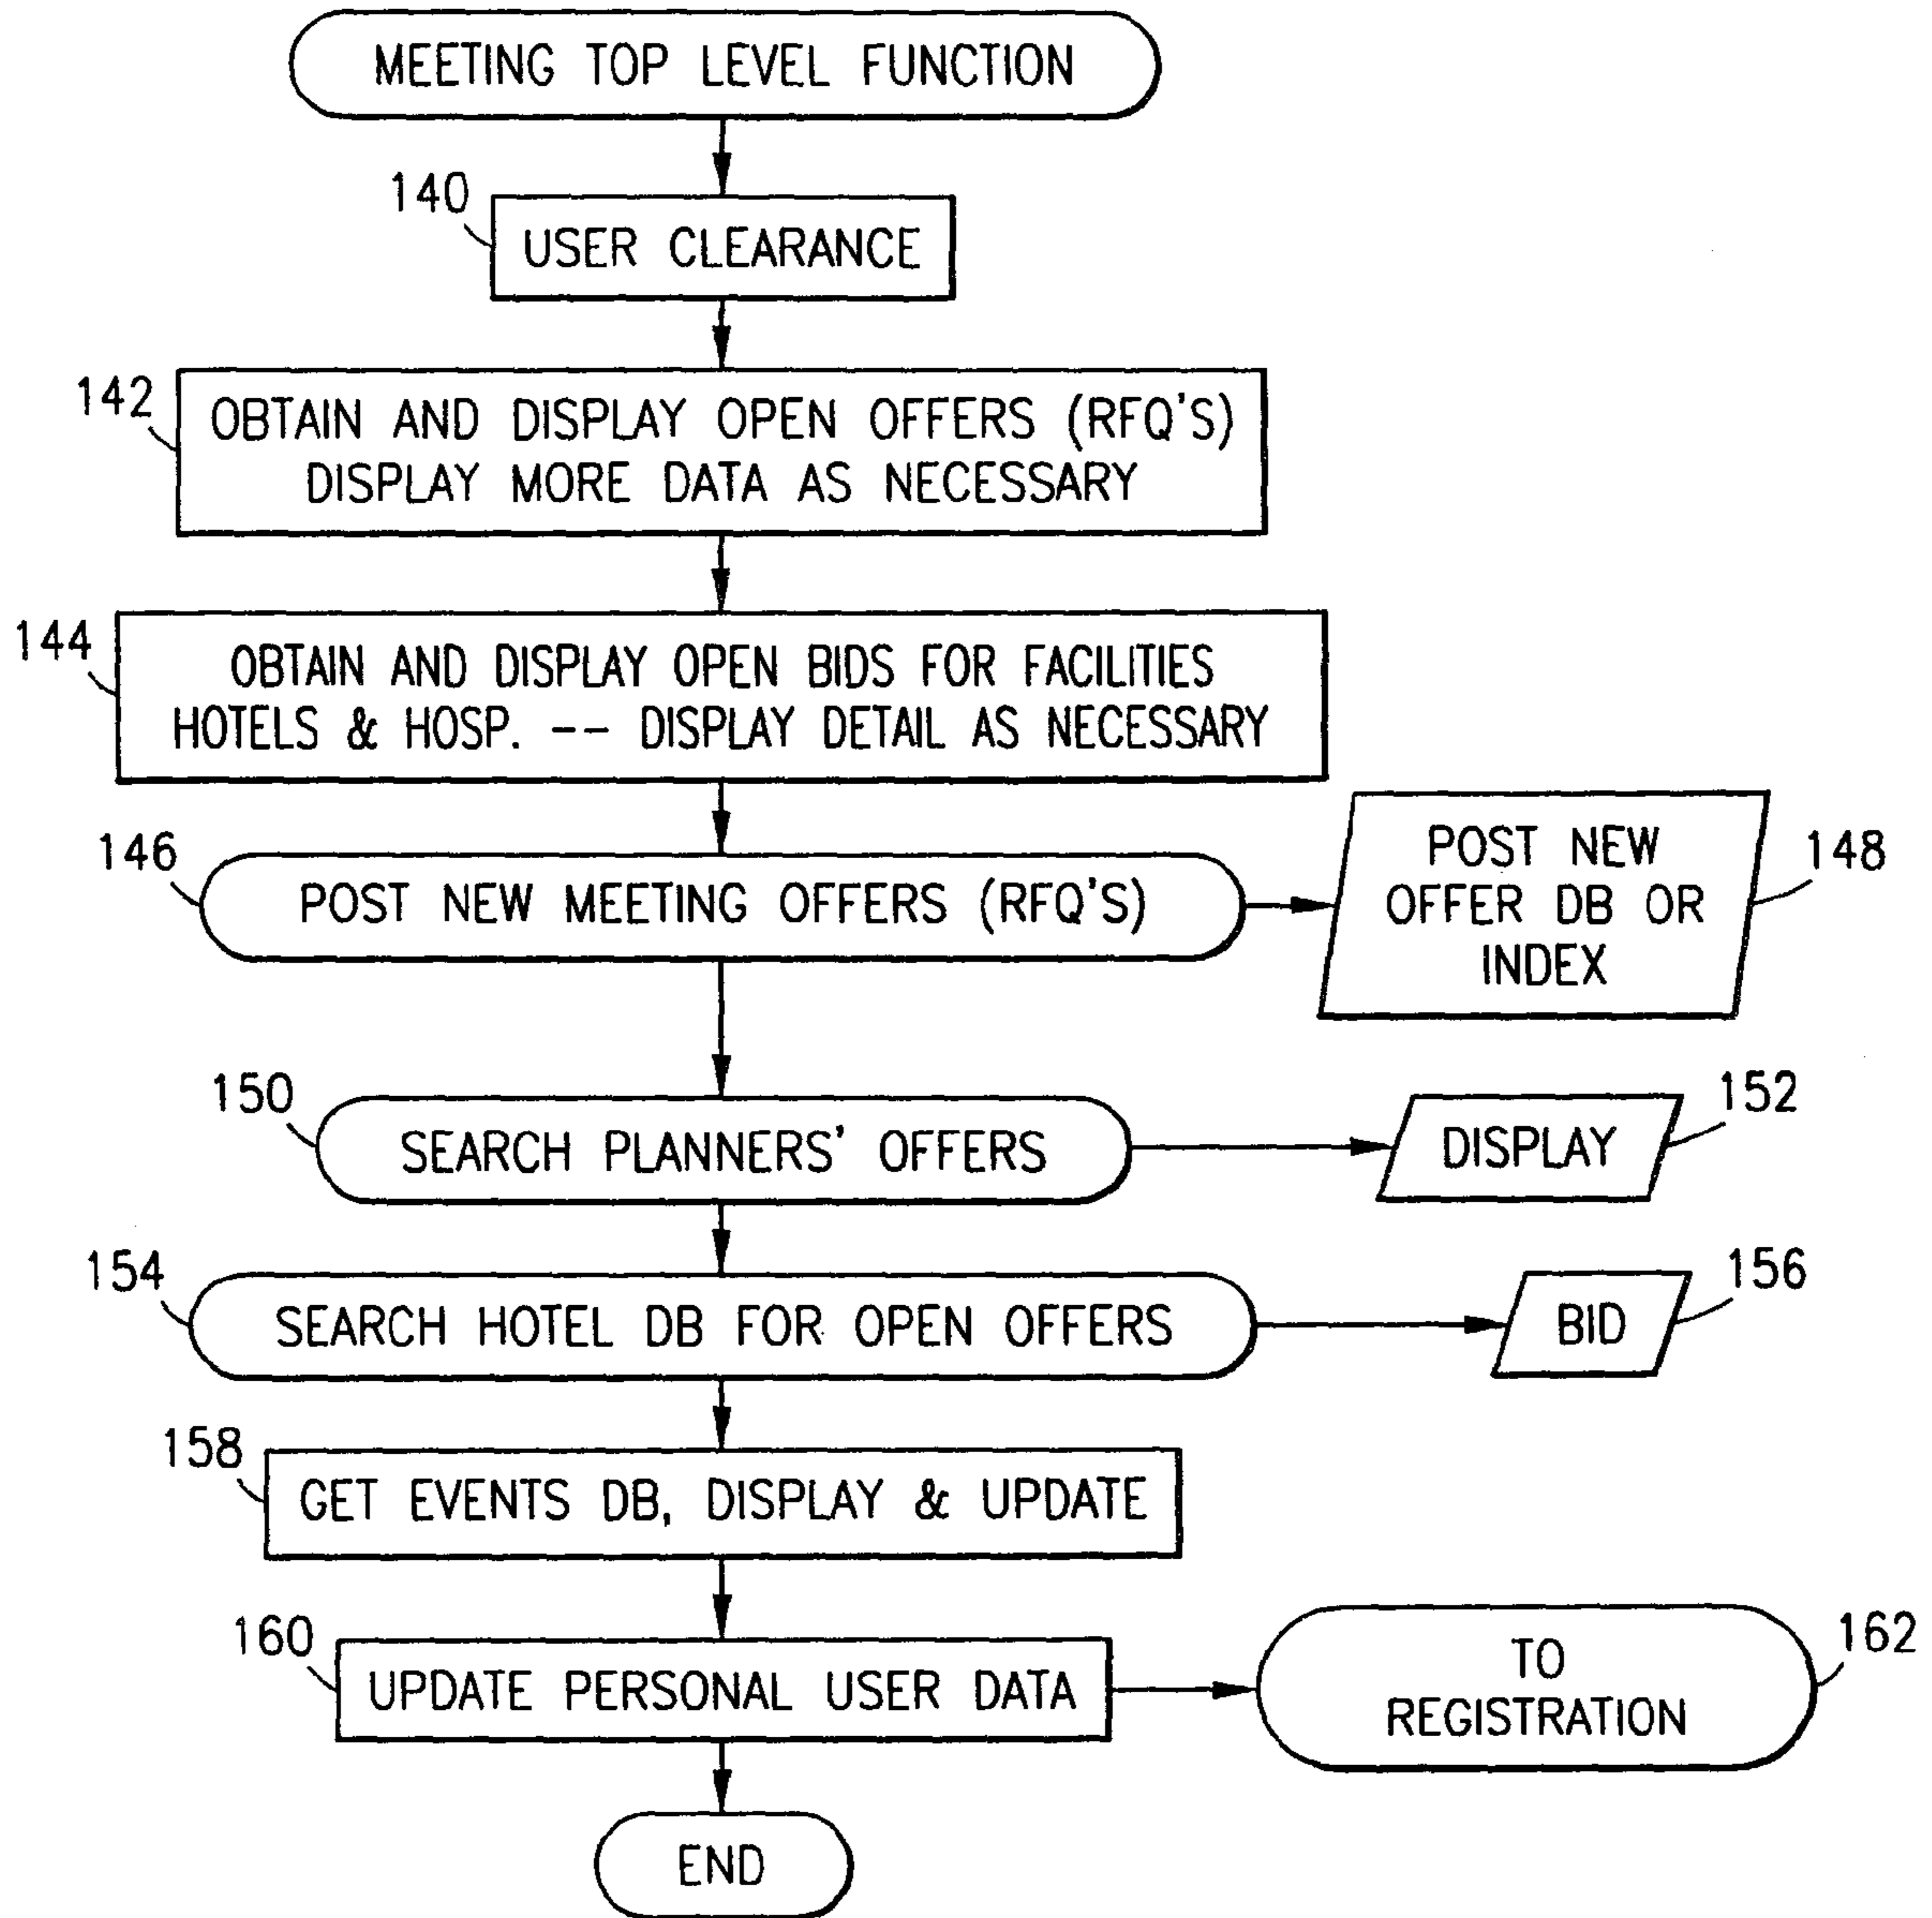 MEETING TOP LEVEL FUNCTION
140
USER CLEARANCE
142
OBTAIN AND DISPLAY OPEN OFFERS (RFQ'S)
DISPLAY MORE DATA AS NECESSARY
144
OBTAIN AND DISPLAY OPEN BIDS FOR FACILITIES
HOTELS & HOSP. -- DISPLAY DETAIL AS NECESSARY
146
POST NEW MEETING OFFERS (RFQ'S)
POST NEW
OFFER DB OR
INDEX
148
150
SEARCH PLANNERS' OFFERS
DISPLAY
152
154
SEARCH HOTEL DB FOR OPEN OFFERS
BID
156
158
GET EVENTS DB, DISPLAY & UPDATE
160
UPDATE PERSONAL USER DATA
TO
REGISTRATION
162
END